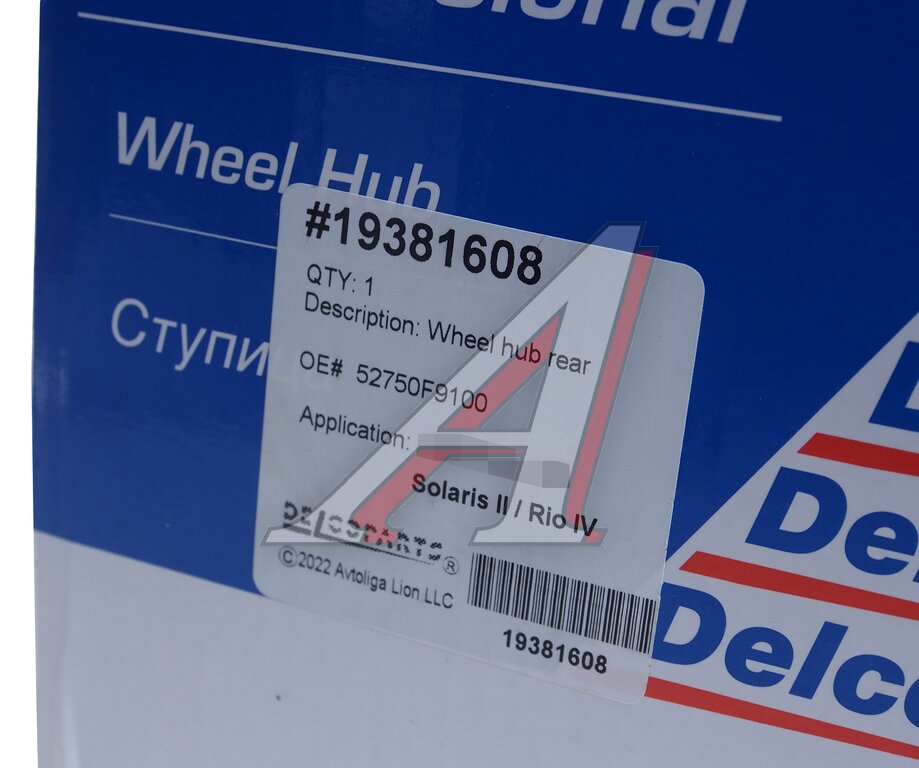 Wheel Hub
#19381608
QTY: 1
Description: Wheel hub rear
Ступи
OE# 52750F9100
Application:
Solaris II / Rio IV
®
©2022 Avtoliga Lion LLC
19381608
De
Delco